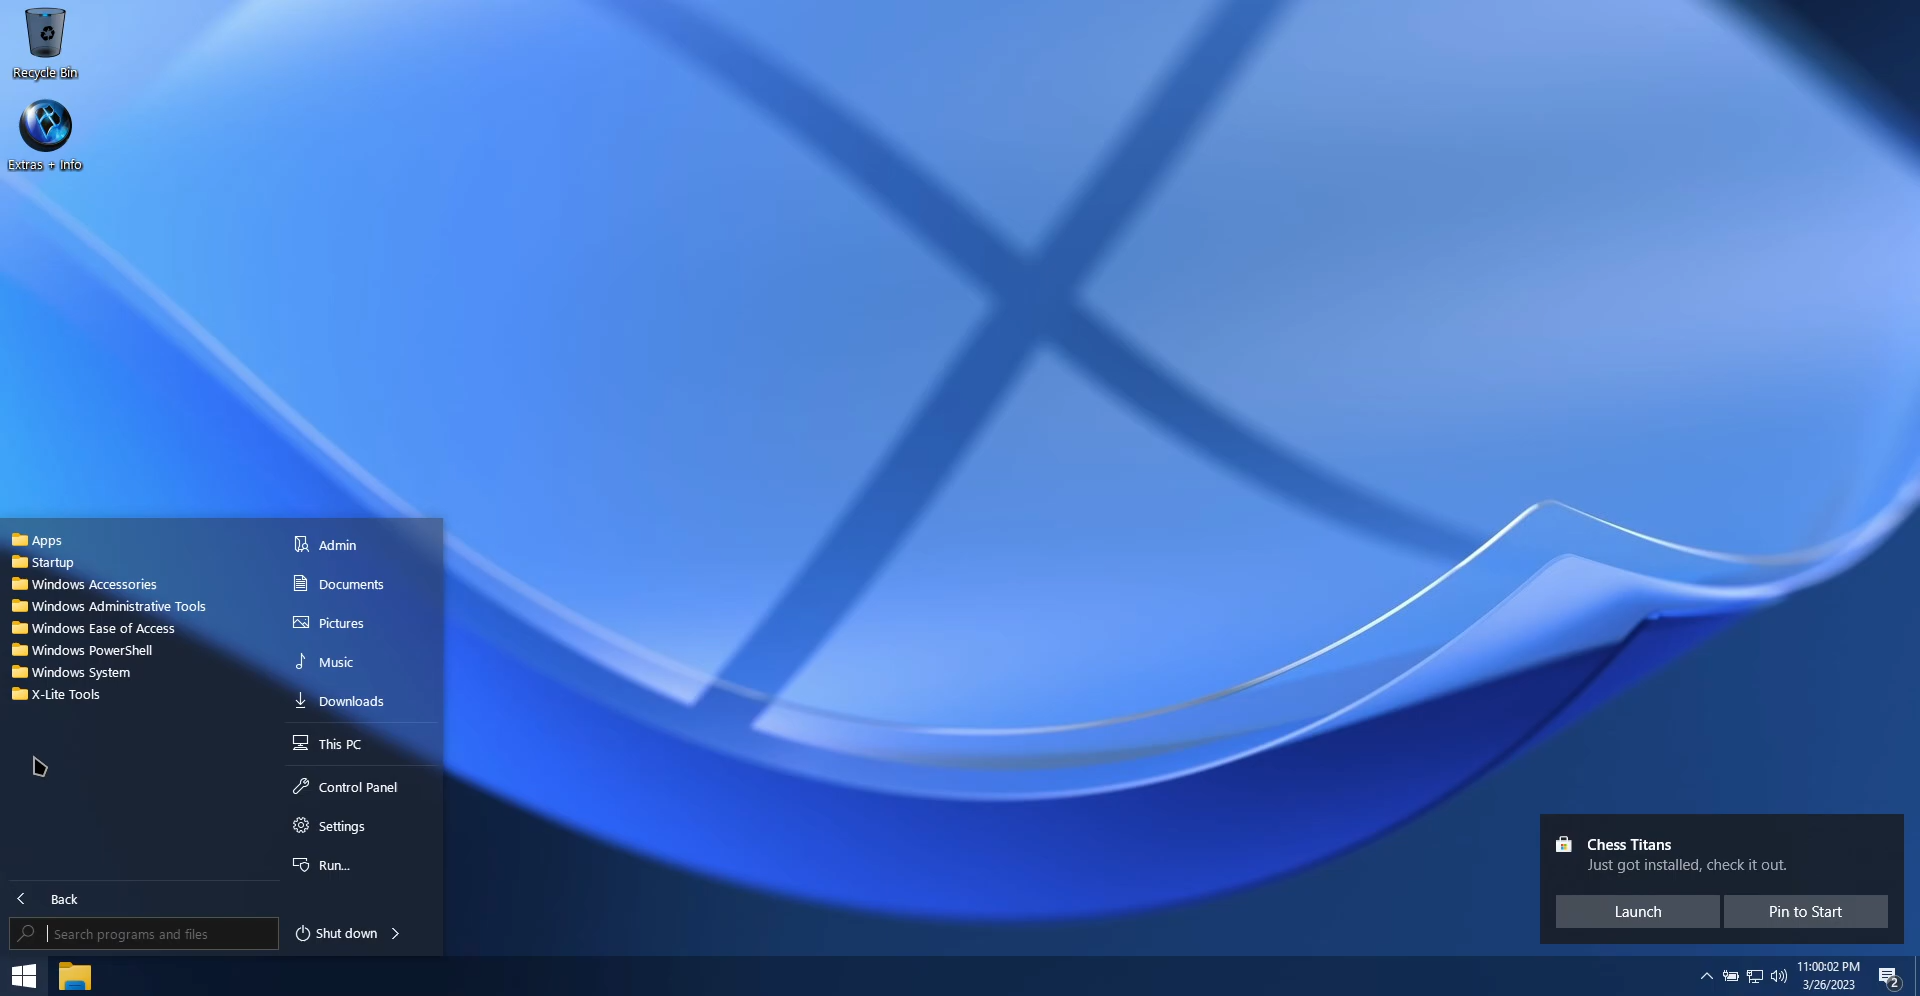 Recycle Bin
Extras + Info
Apps
Startup
Windows Accessories
Windows Administrative Tools
Windows Ease of Access
Windows PowerShell
Windows System
X-Lite Tools
Back
Search programs and files
Admin
Documents
Pictures
Music
Downloads
This PC
Control Panel
Settings
Run...
Shut down
Chess Titans
Just got installed, check it out.
Launch
Pin to Start
11:00:02 PM
3/26/2023
2